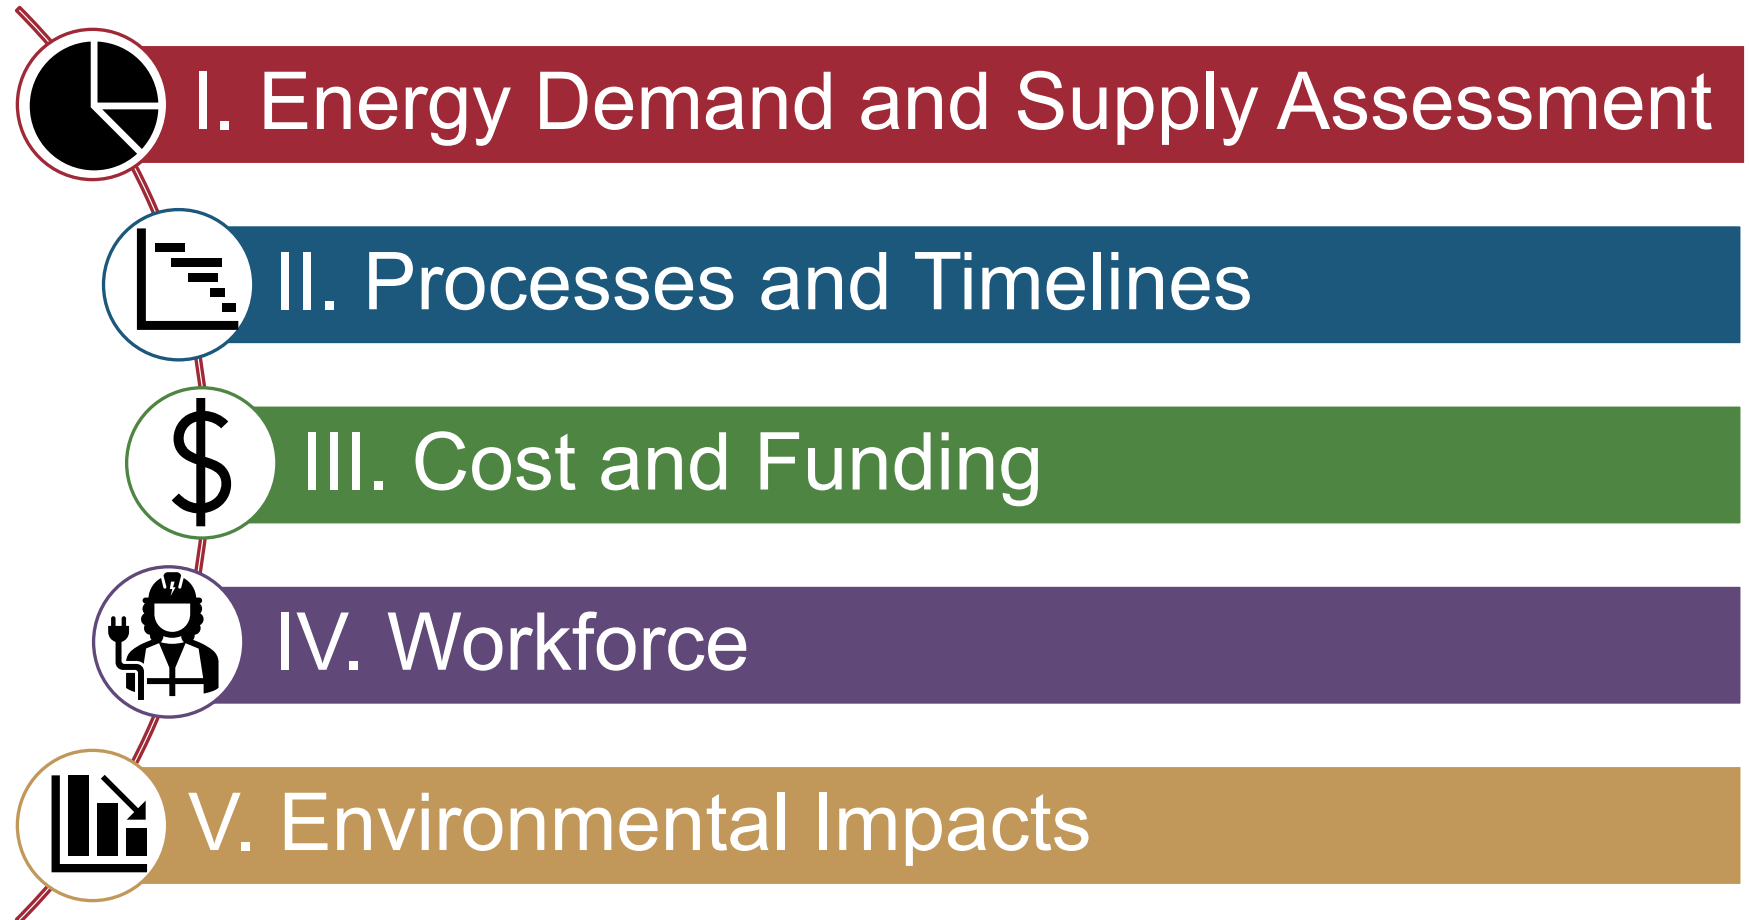 I. Energy Demand and Supply Assessment
II. Processes and Timelines
III. Cost and Funding
IV. Workforce
V. Environmental Impacts